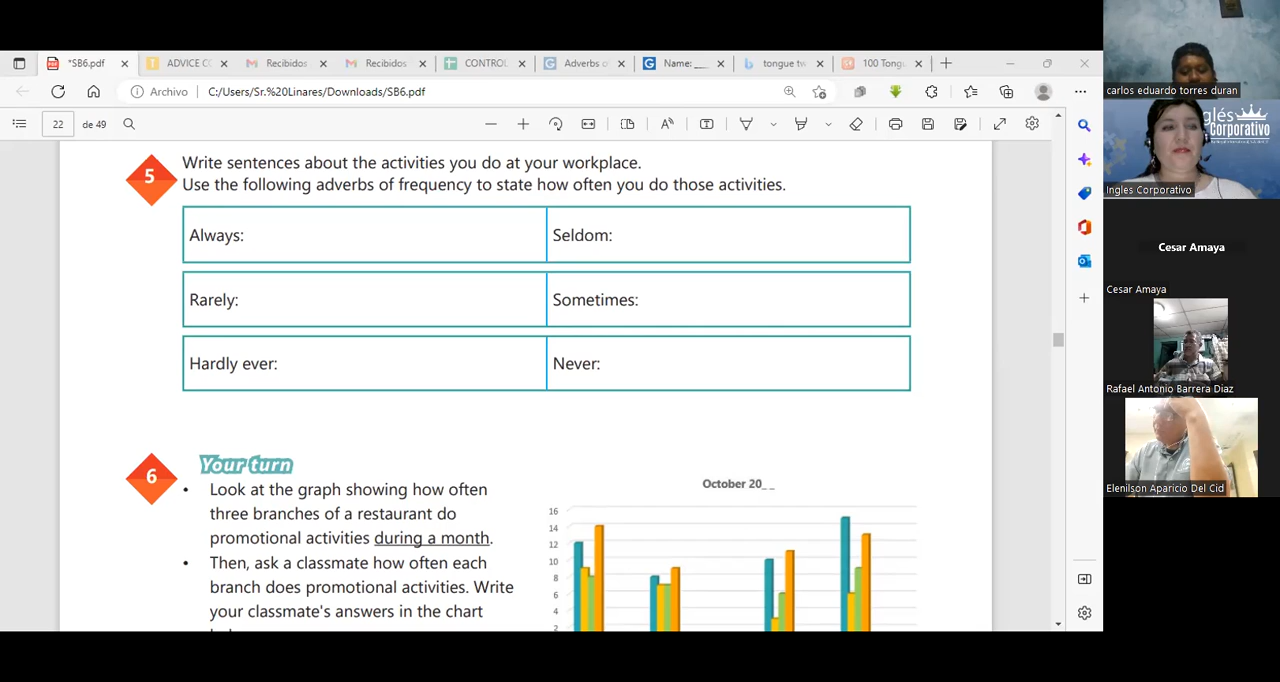 *SB6.pdf
ADVICE CO
Recibidos
Recibidos
CONTROL
Adverbs of
Name: ___
tongue tw
100 Tongu
Archivo
C:/Users/Sr.%20Linares/Downloads/SB6.pdf
22
de 49
5
Write sentences about the activities you do at your workplace.
Use the following adverbs of frequency to state how often you do those activities.
Always:
Seldom:
Rarely:
Sometimes:
Hardly ever:
Never:
6
Your turn
• Look at the graph showing how often
three branches of a restaurant do
promotional activities during a month.
• Then, ask a classmate how often each
branch does promotional activities. Write
your classmate's answers in the chart
October 20__
16
14
12
10
8
6
4
2
carlos eduardo torres duran
glés
Corporativo
Ingles Corporativo
Cesar Amaya
Cesar Amaya
Rafael Antonio Barrera Diaz
Elenilson Aparicio Del Cid